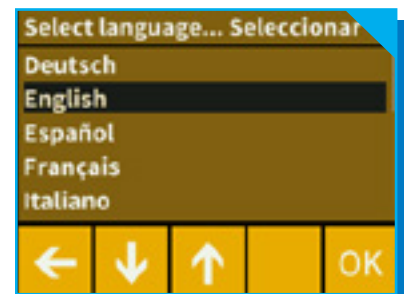 Select language... Seleccionar
Deutsch
English
Español
Français
Italiano
OK